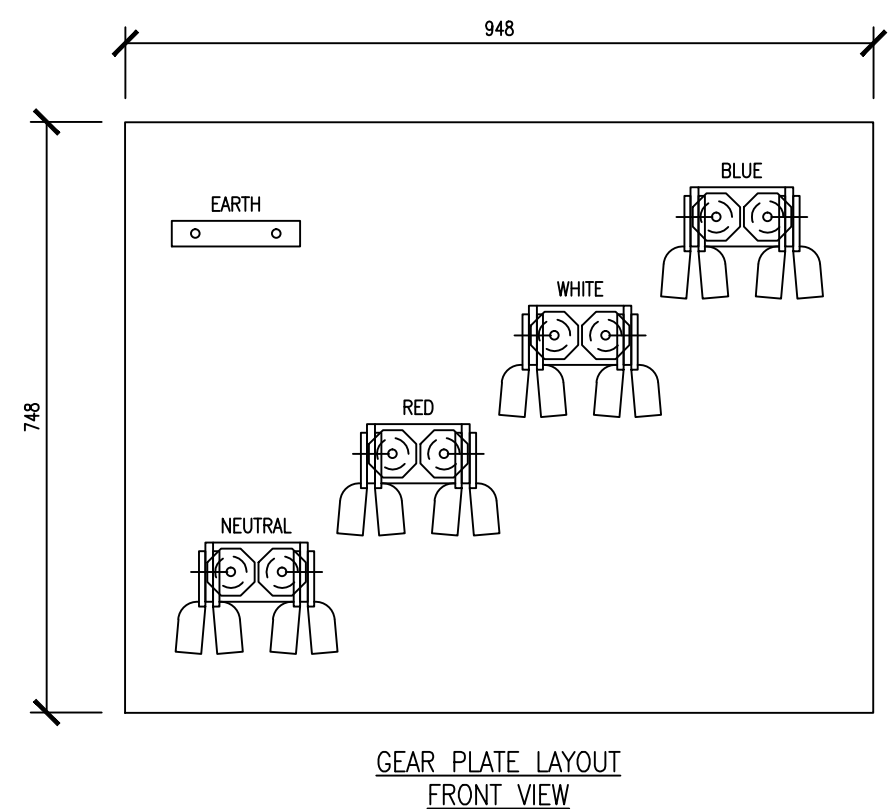 948
BLUE
EARTH
WHITE
748
RED
NEUTRAL
GEAR PLATE LAYOUT
FRONT VIEW